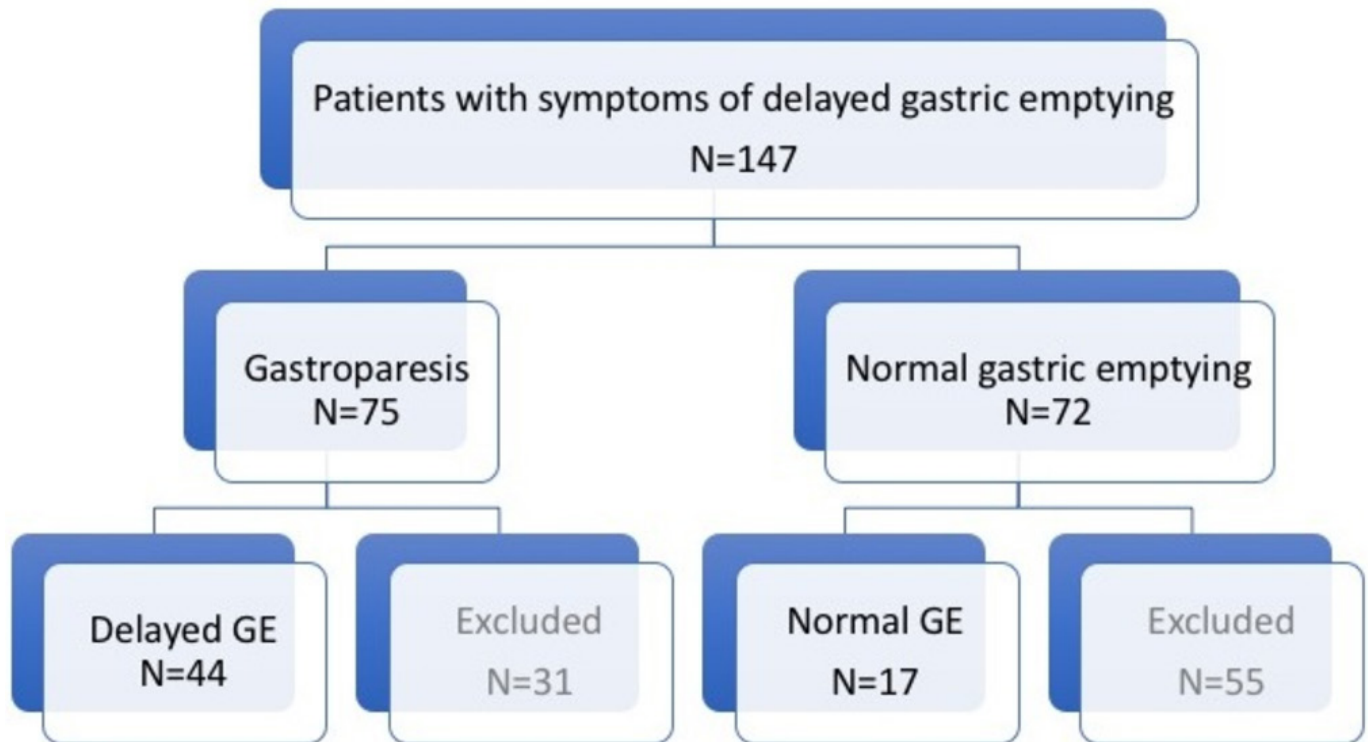 Patients with symptoms of delayed gastric emptying
N=147
Gastroparesis
N=75
Normal gastric emptying
N=72
Delayed GE
N=44
Excluded
N=31
Normal GE
N=17
Excluded
N=55